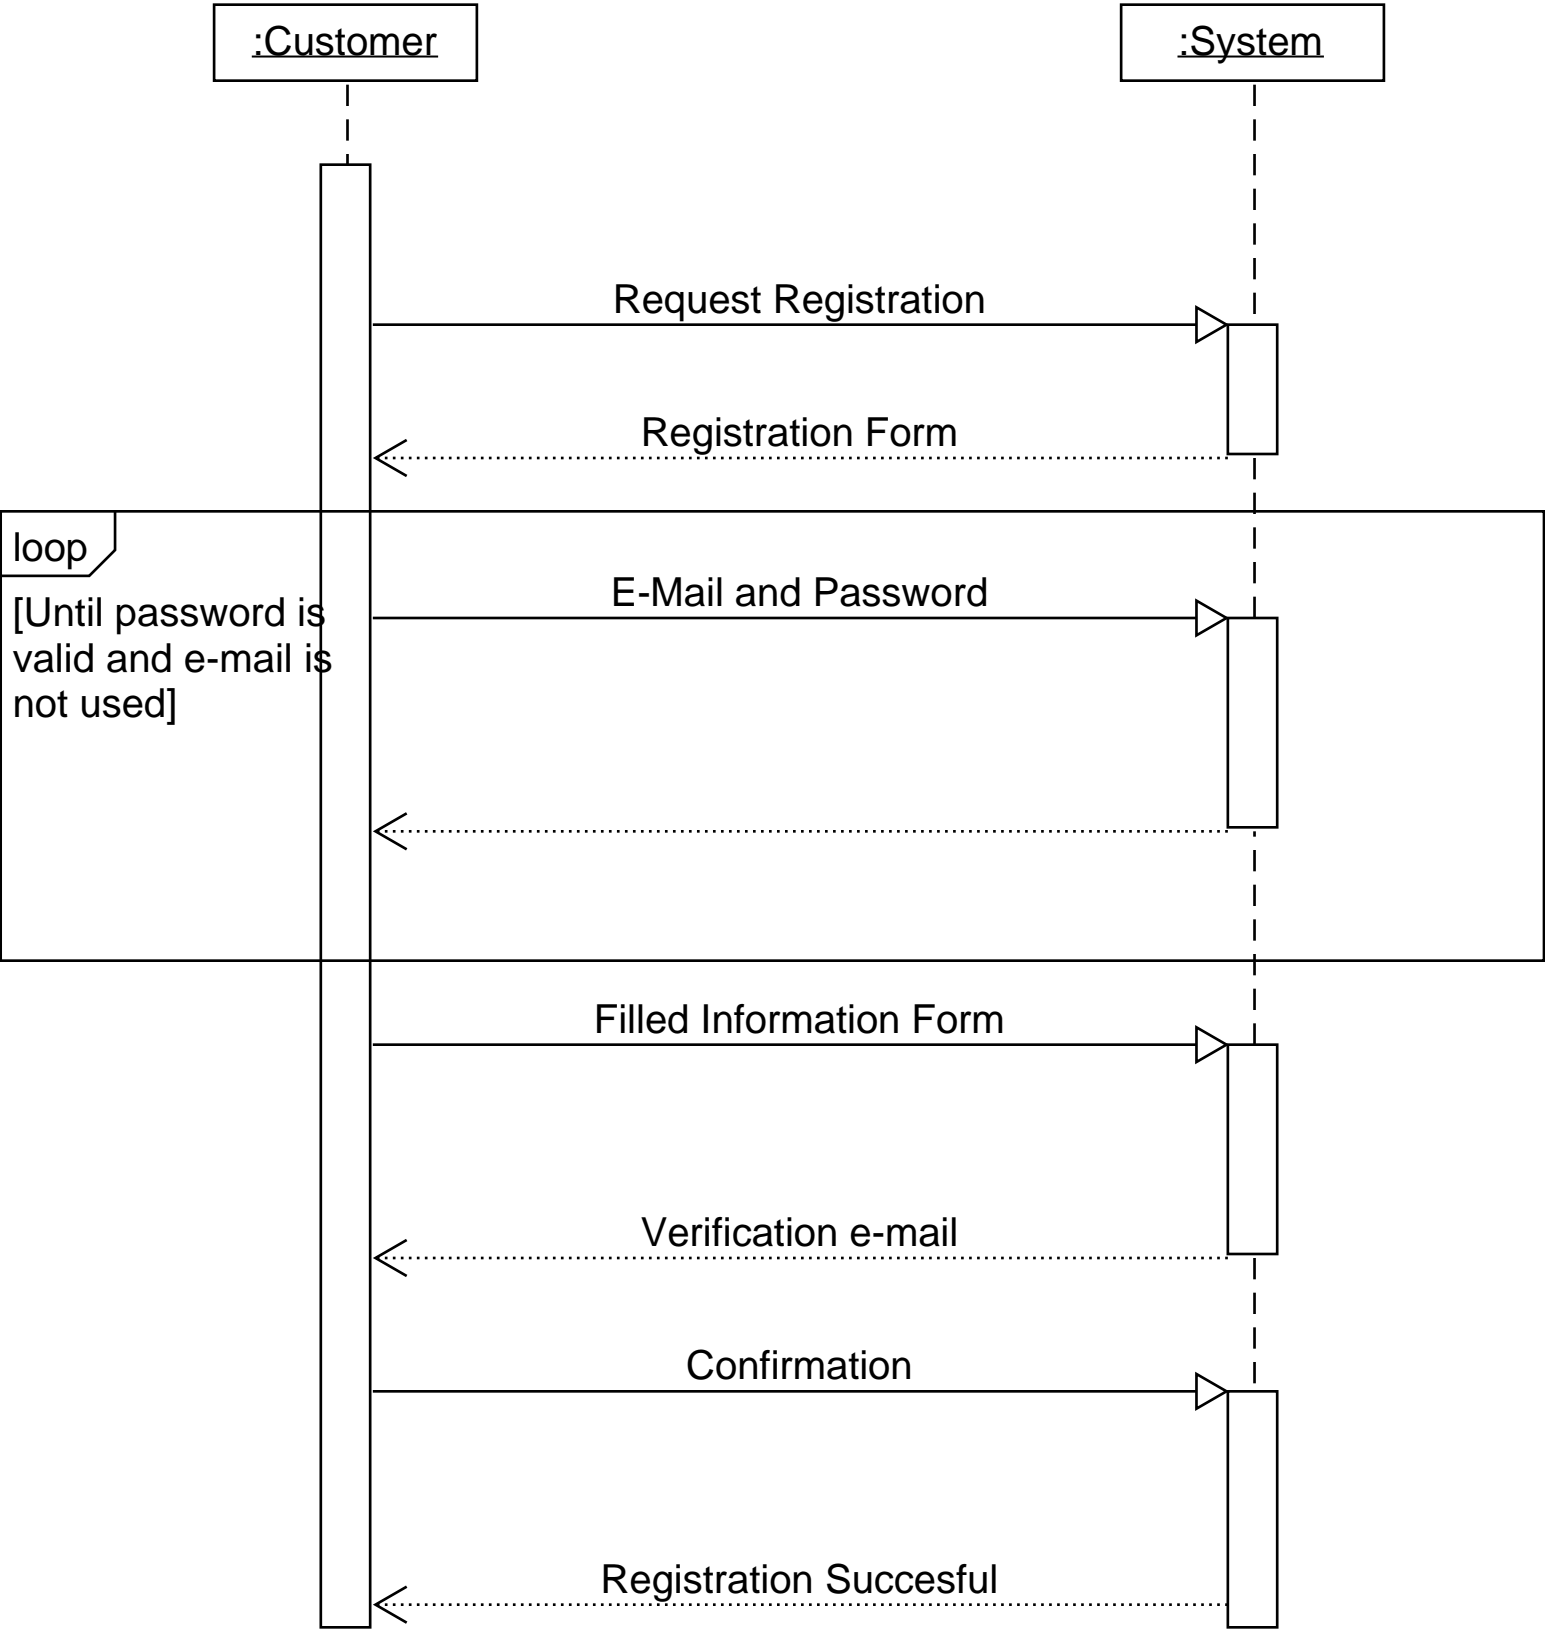 :Customer
:System
Request Registration
Registration Form
loop
E-Mail and Password
[Until password is
valid and e-mail is
not used]
Filled Information Form
Verification e-mail
Confirmation
Registration Succesful